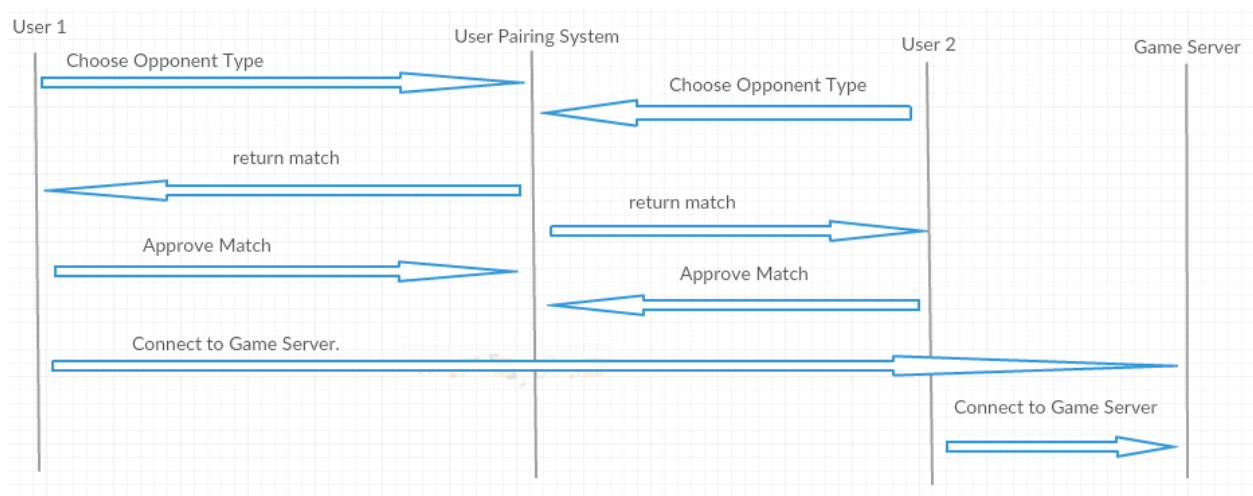 User 1
User Pairing System
User 2
Game Server
Choose Opponent Type
Choose Opponent Type
return match
return match
Approve Match
Approve Match
Connect to Game Server.
Connect to Game Server